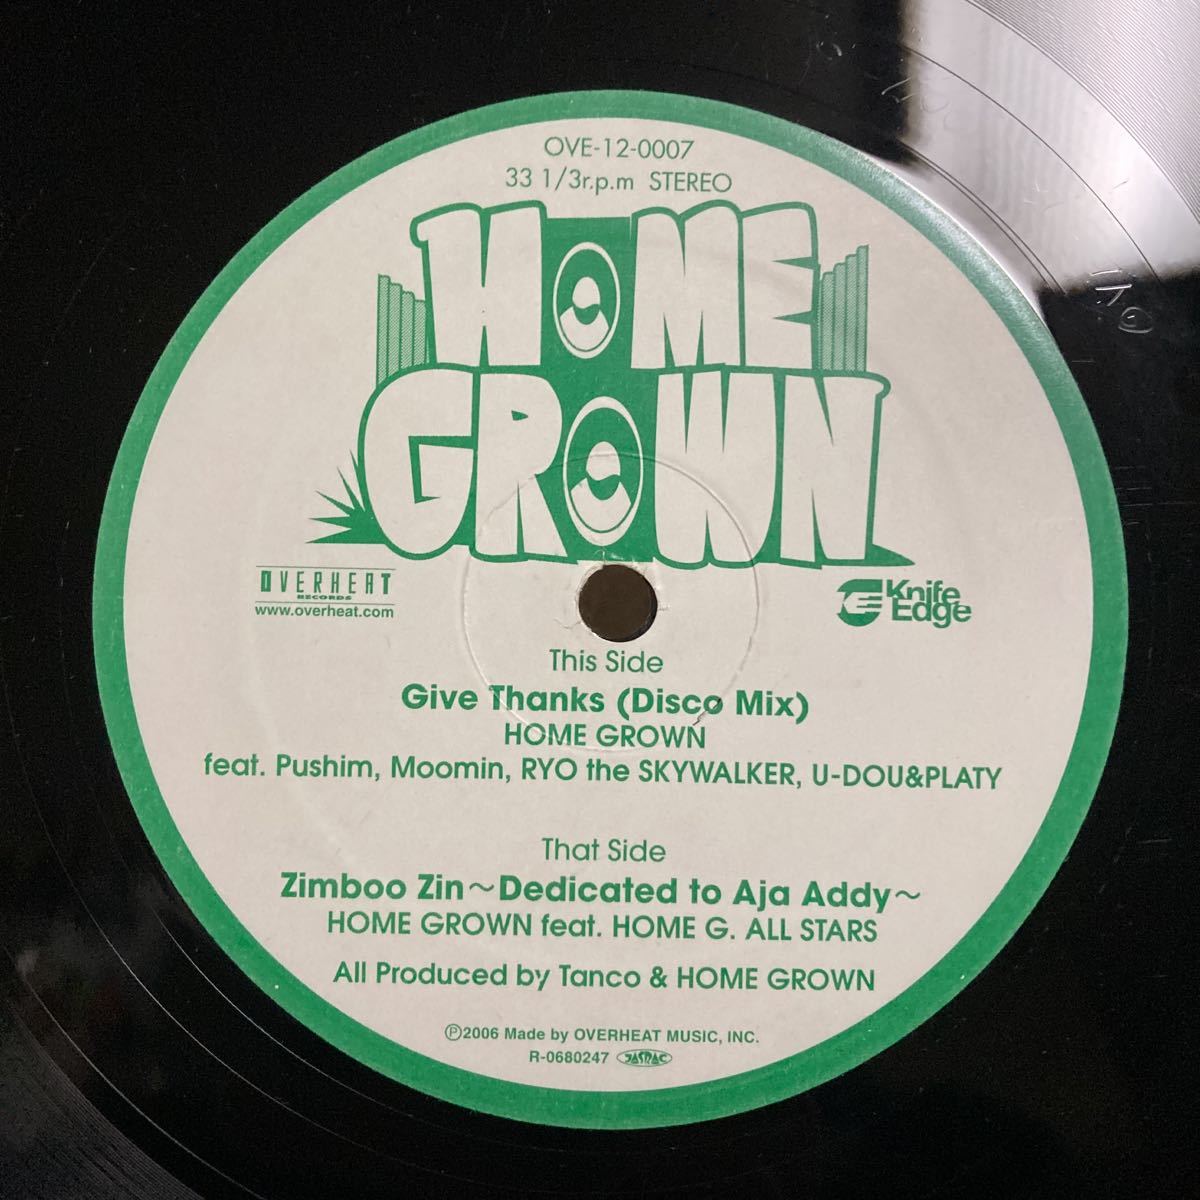 OVE-12-0007
33 1/3r.p.m STEREO
HOME
GROWN
OVERHEAT
RECORDS
www.overheat.com
Knife
Edge
This Side
Give Thanks (Disco Mix)
HOME GROWN
feat. Pushim, Moomin, RYO the SKYWALKER, U-DOU&PLATY
That Side
Zimboo Zin～Dedicated to Aja Addy～
HOME GROWN feat. HOME G. ALL STARS
All Produced by Tanco & HOME GROWN
Ⓟ2006 Made by OVERHEAT MUSIC, INC.
R-0680247 JASRAC